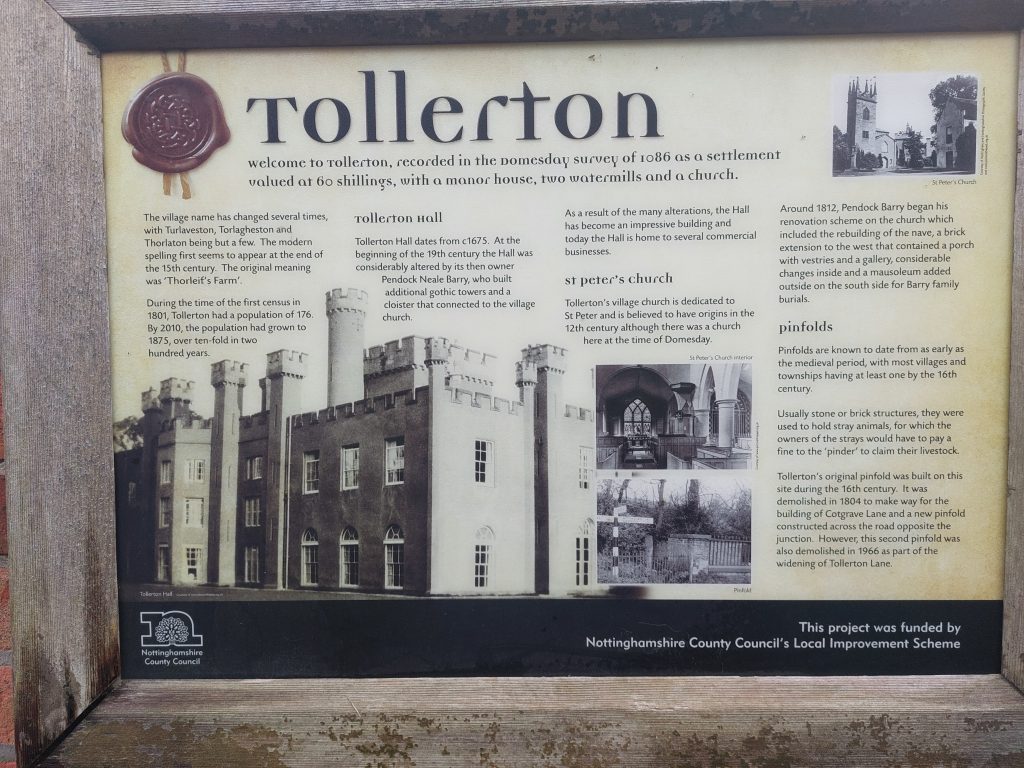 Tollerton
welcome to Tollerton, recorded in the Domesday survey of 1086 as a settlement
valued at 60 shillings, with a manor house, two watermills and a church.
The village name has changed several times,
with Turlaveston, Torlagheston and
Thorlaton being but a few. The modern
spelling first seems to appear at the end of
the 15th century. The original meaning
was 'Thorleif's Farm'.
During the time of the first census in
1801, Tollerton had a population of 176.
By 2010, the population had grown to
1875, over ten-fold in two
hundred years.
Tollerton Hall
Tollerton Hall dates from c1675. At the
beginning of the 19th century the Hall was
considerably altered by its then owner
Pendock Neale Barry, who built
additional gothic towers and a
cloister that connected to the village
church.
As a result of the many alterations, the Hall
has become an impressive building and
today the Hall is home to several commercial
businesses.
St Peter's Church
Tollerton's village church is dedicated to
St Peter and is believed to have origins in the
12th century although there was a church
here at the time of Domesday.
St Peter's Church interior
Pinfold
St Peter's Church
Around 1812, Pendock Barry began his
renovation scheme on the church which
included the rebuilding of the nave, a brick
extension to the west that contained a porch
with vestries and a gallery, considerable
changes inside and a mausoleum added
outside on the south side for Barry family
burials.
Pinfolds
Pinfolds are known to date from as early as
the medieval period, with most villages and
townships having at least one by the 16th
century.
Usually stone or brick structures, they were
used to hold stray animals, for which the
owners of the strays would have to pay a
fine to the 'pinder' to claim their livestock.
Tollerton's original pinfold was built on this
site during the 16th century. It was
demolished in 1804 to make way for the
building of Cotgrave Lane and a new pinfold
constructed across the road opposite the
junction. However, this second pinfold was
also demolished in 1966 as part of the
widening of Tollerton Lane.
Tollerton Hall
Nottinghamshire
County Council
This project was funded by
Nottinghamshire County Council's Local Improvement Scheme